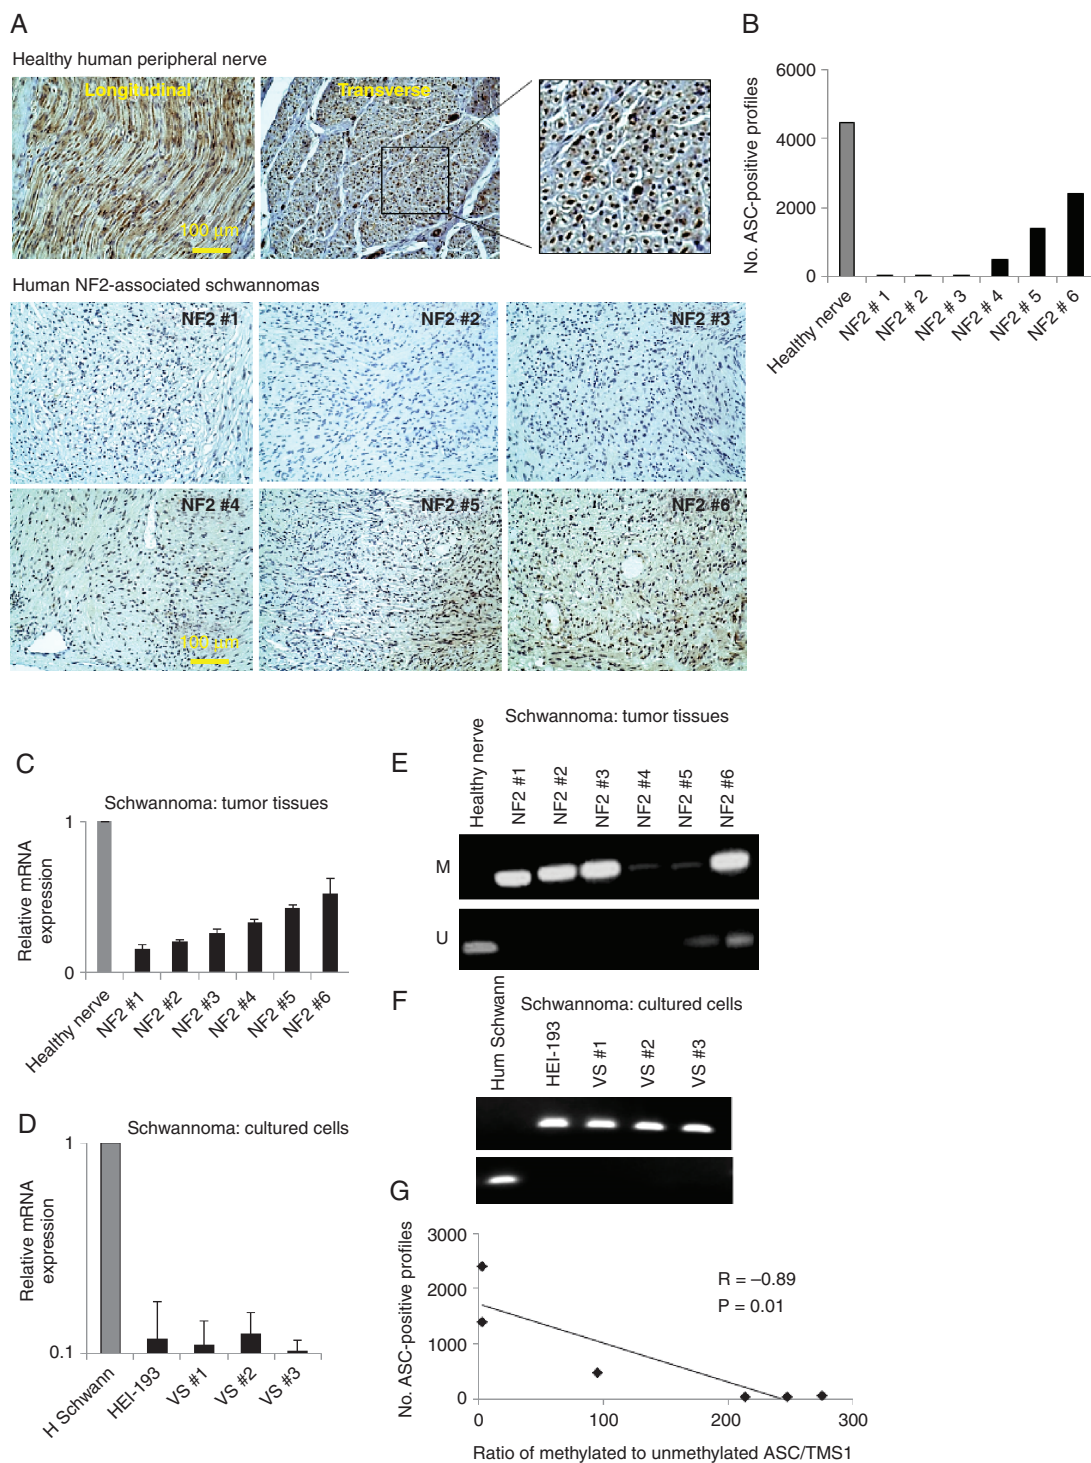 A
Healthy human peripheral nerve
Longitudinal
Transverse
100 µm
Human NF2-associated schwannomas
NF2 #1
NF2 #2
NF2 #3
NF2 #4
NF2 #5
NF2 #6
100 µm
B
No. ASC-positive profiles
6000
4000
2000
0
Healthy nerve
NF2 # 1
NF2 # 2
NF2 # 3
NF2 # 4
NF2 # 5
NF2 # 6
C
Schwannoma: tumor tissues
Relative mRNA
expression
1
0
Healthy nerve
NF2 #1
NF2 #2
NF2 #3
NF2 #4
NF2 #5
NF2 #6
D
Schwannoma: cultured cells
Relative mRNA
expression
1
0.1
H Schwann
HEI-193
VS #1
VS #2
VS #3
E
Schwannoma: tumor tissues
Healthy nerve
NF2 #1
NF2 #2
NF2 #3
NF2 #4
NF2 #5
NF2 #6
M
U
F
Schwannoma: cultured cells
Hum Schwann
HEI-193
VS #1
VS #2
VS #3
G
No. ASC-positive profiles
3000
2000
1000
0
R = –0.89
P = 0.01
0
100
200
300
Ratio of methylated to unmethylated ASC/TMS1